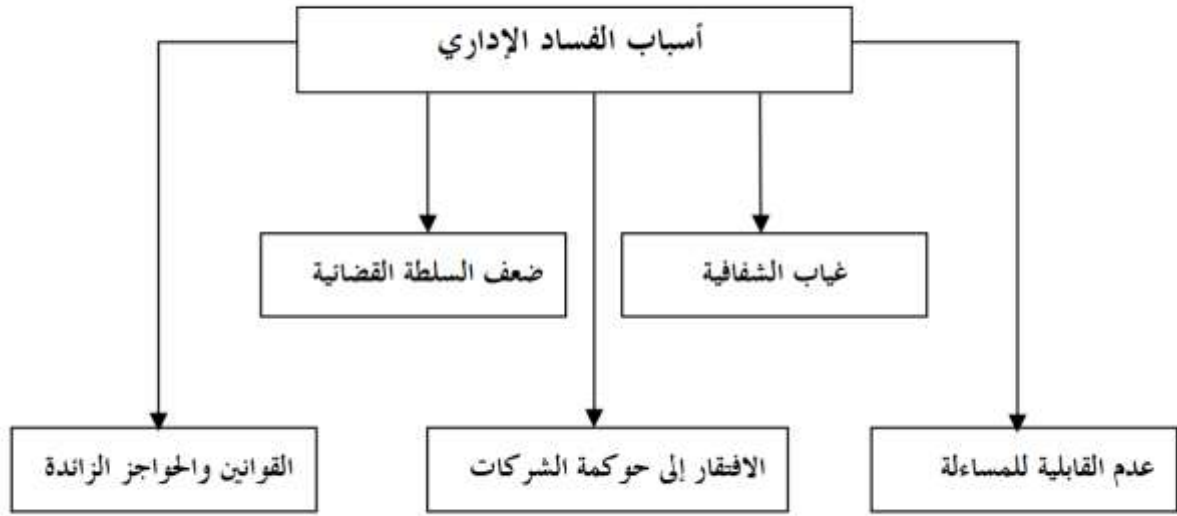 أسباب الفساد الإداري
غياب الشفافية
ضعف السلطة القضائية
عدم القابلية للمساءلة
الافتقار إلى حوكمة الشركات
القوانين والحواجز الزائدة